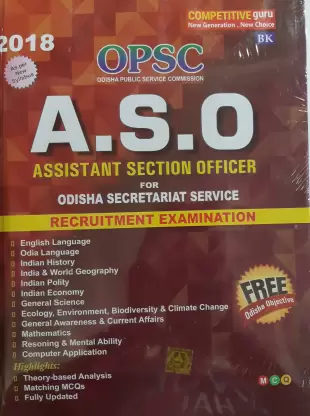 COMPETITIVE guru
New Generation . New Choice
BK
2018
As per
New
Syllabus
OPSC
ODISHA PUBLIC SERVICE COMMISSION
A.S.O
ASSISTANT SECTION OFFICER
FOR
ODISHA SECRETARIAT SERVICE
RECRUITMENT EXAMINATION
English Language
Odia Language
Indian History
India & World Geography
Indian Polity
Indian Economy
General Science
Ecology, Environment, Biodiversity & Climate Change
General Awareness & Current Affairs
Mathematics
Resoning & Mental Ability
Computer Application
Highlights:
Theory-based Analysis
Matching MCQs
Fully Updated
FREE
Odisha Objective
MCQ